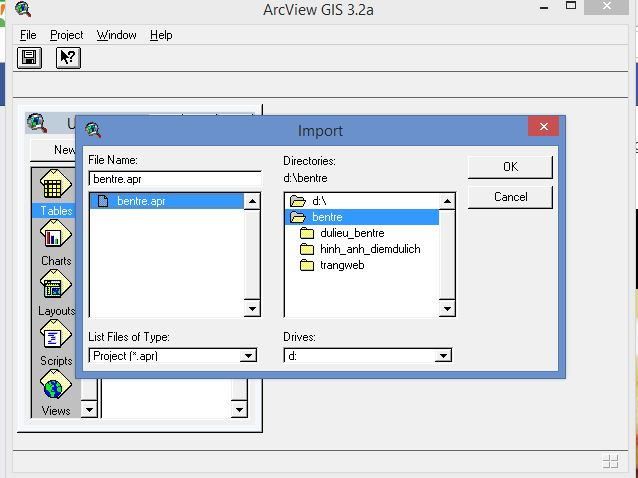 ArcView GIS 3.2a
File Project Window Help
New
Tables
Charts
Layouts
Scripts
Views
Import
File Name:
bentre.apr
bentre.apr
List Files of Type:
Project (*.apr)
Directories:
d:\bentre
d:\
bentre
dulieu_bentre
hinh_anh_diemdulich
trangweb
Drives:
d:
OK
Cancel